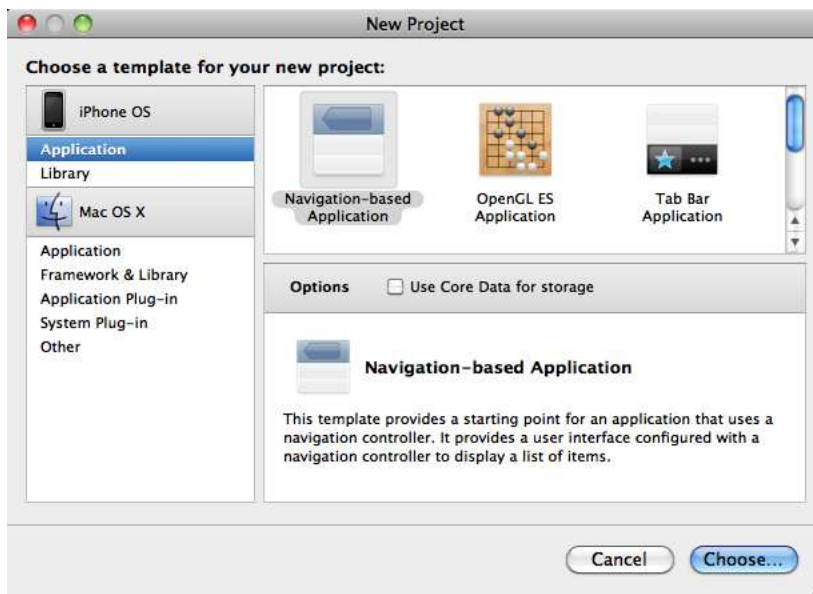 New Project
Choose a template for your new project:
iPhone OS
Application
Library
Mac OS X
Application
Framework & Library
Application Plug-in
System Plug-in
Other
Navigation-based
Application
OpenGL ES
Application
Tab Bar
Application
Options
Use Core Data for storage
Navigation-based Application
This template provides a starting point for an application that uses a
navigation controller. It provides a user interface configured with a
navigation controller to display a list of items.
Cancel
Choose...